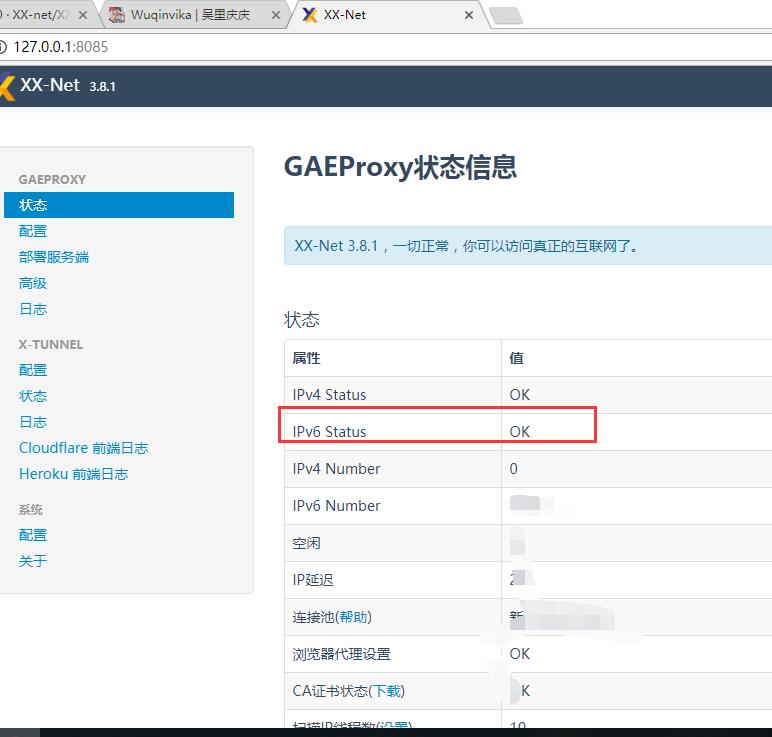 0 · XX-net/XX
Wuqinvika | 吴里庆庆
XX-Net
127.0.0.1:8085
XX-Net 3.8.1
GAEPROXY
状态
配置
部署服务端
高级
日志
X-TUNNEL
配置
状态
日志
Cloudflare 前端日志
Heroku 前端日志
系统
配置
关于
GAEProxy状态信息
XX-Net 3.8.1，一切正常，你可以访问真正的互联网了。
状态
属性 值
IPv4 Status OK
IPv6 Status OK
IPv4 Number 0
IPv6 Number
空闲
IP延迟 2
连接池(帮助) 新
浏览器代理设置 OK
CA证书状态(下载) K
扫描IP线程数(设置) 10